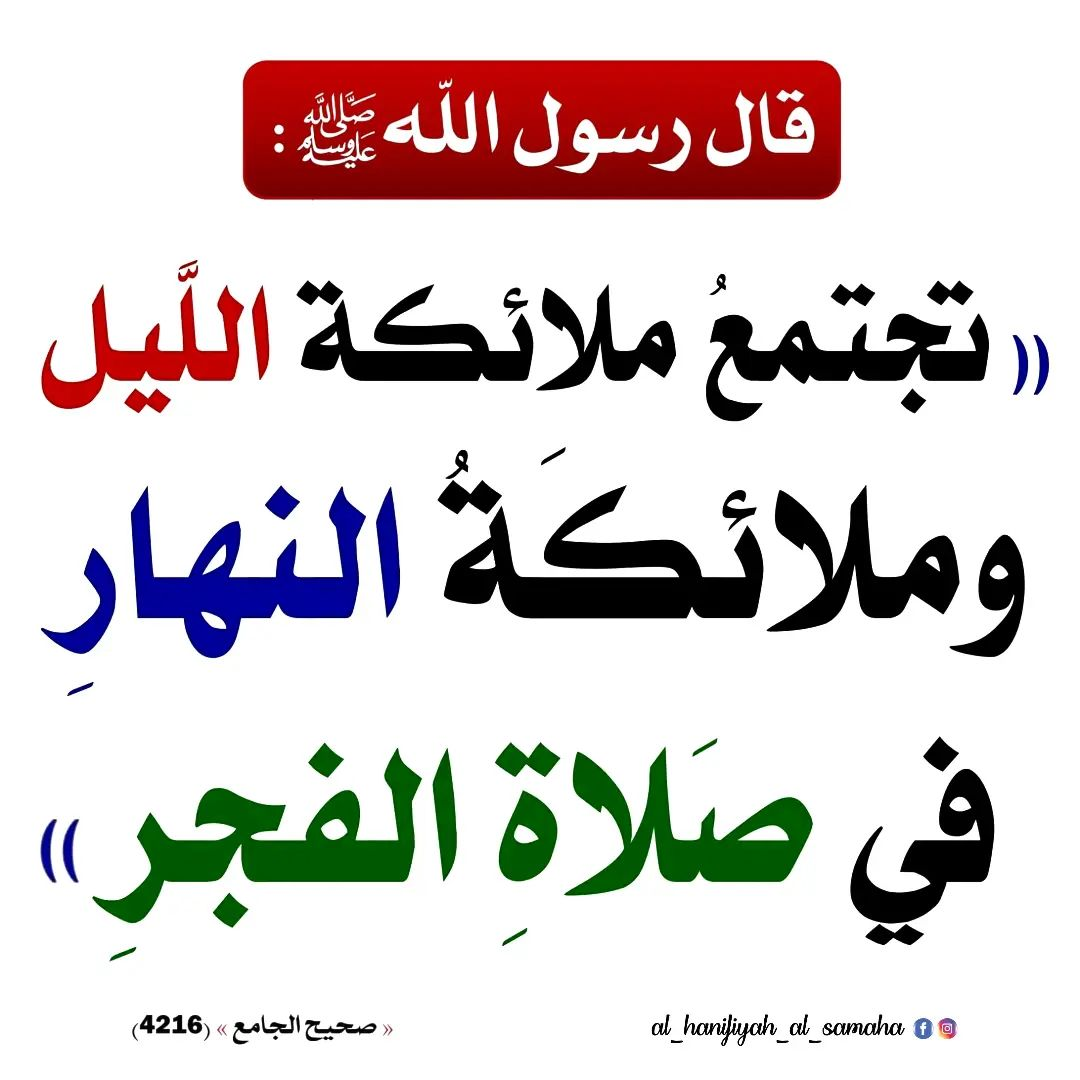 قال رسول الله ﷺ :
(( تجتمعُ ملائكة اللَّيل
وملائكَةُ النهارِ
في صَلاةِ الفجرِ ))
« صحيح الجامع » (4216)
al_hanifiyah_al_samaha